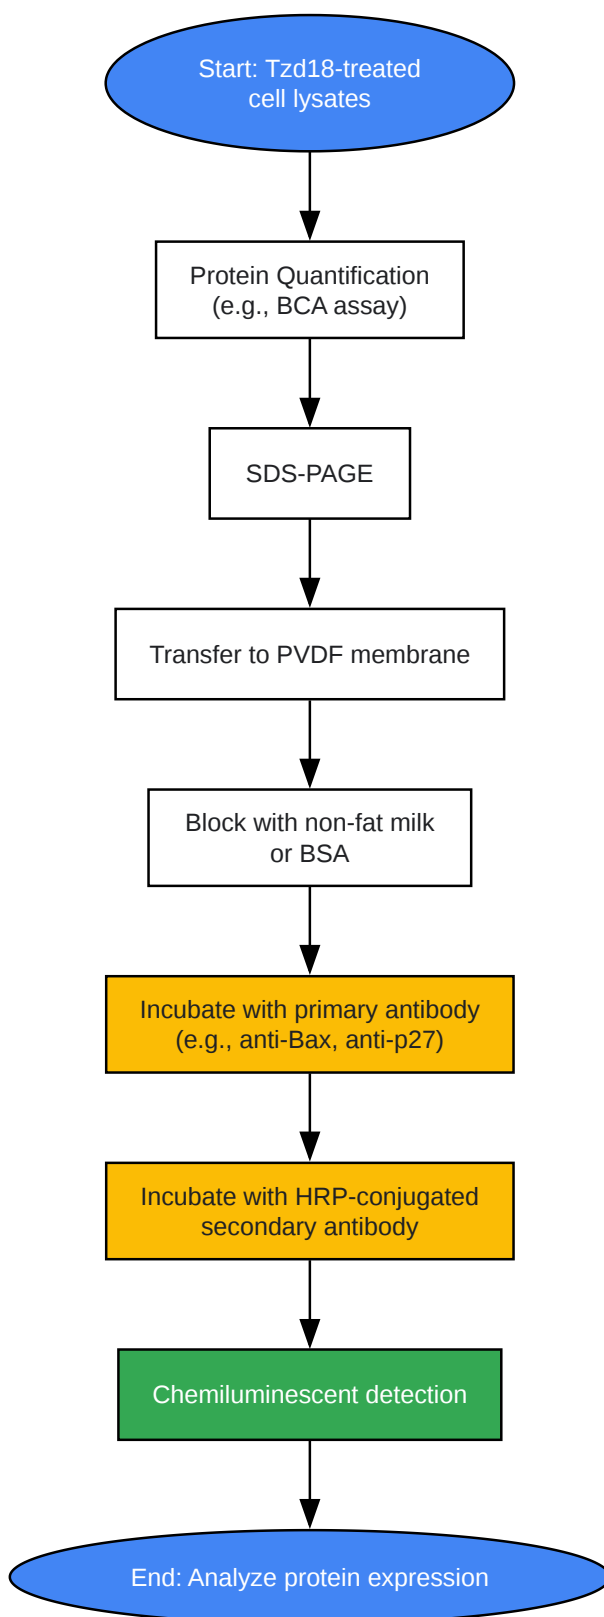 Start: Tzd18-treated
cell lysates
Protein Quantification
(e.g., BCA assay)
SDS-PAGE
Transfer to PVDF membrane
Block with non-fat milk
or BSA
Incubate with primary antibody
(e.g., anti-Bax, anti-p27)
Incubate with HRP-conjugated
secondary antibody
Chemiluminescent detection
End: Analyze protein expression